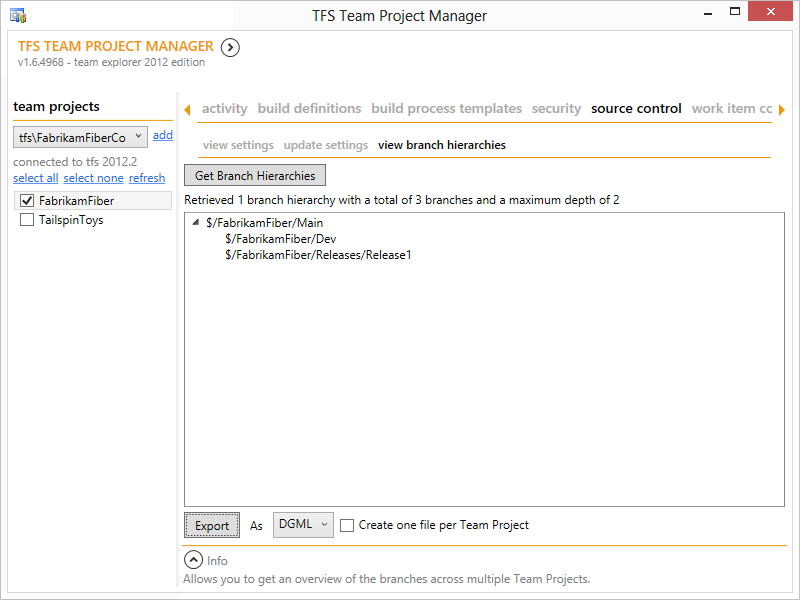 TFS Team Project Manager
TFS TEAM PROJECT MANAGER
v1.6.4968 - team explorer 2012 edition
team projects
tfs\FabrikamFiberCo add
connected to tfs 2012.2
select all select none refresh
FabrikamFiber
TailspinToys
activity build definitions build process templates security source control work item cc
view settings update settings view branch hierarchies
Get Branch Hierarchies
Retrieved 1 branch hierarchy with a total of 3 branches and a maximum depth of 2
$/FabrikamFiber/Main
$/FabrikamFiber/Dev
$/FabrikamFiber/Releases/Release1
Export As DGML Create one file per Team Project
Info
Allows you to get an overview of the branches across multiple Team Projects.